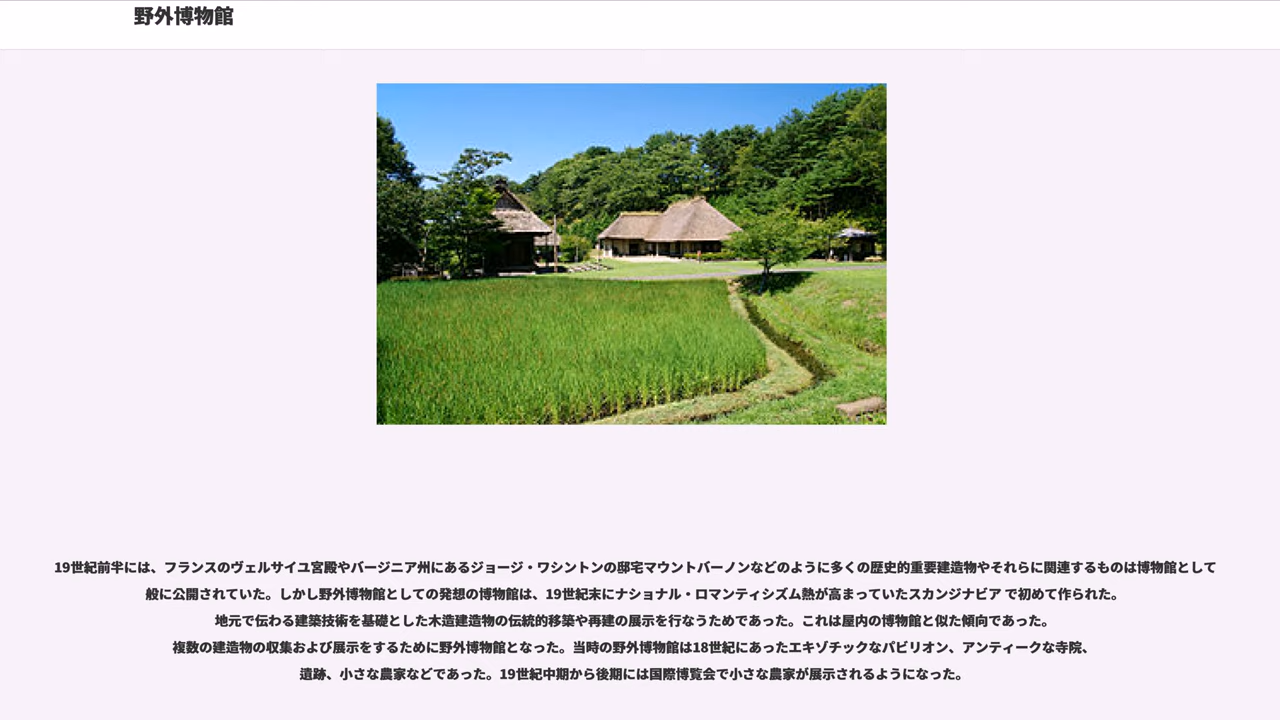 野外博物館
19世紀前半には、フランスのヴェルサイユ宮殿やバージニア州にあるジョージ・ワシントンの邸宅マウントバーノンなどのように多くの歴史的重要建造物やそれらに関連するものは博物館として
般に公開されていた。しかし野外博物館としての発想の博物館は、19世紀末にナショナル・ロマンティシズム熱が高まっていたスカンジナビア で初めて作られた。
地元で伝わる建築技術を基礎とした木造建造物の伝統的移築や再建の展示を行なうためであった。これは屋内の博物館と似た傾向であった。
複数の建造物の収集および展示をするために野外博物館となった。当時の野外博物館は18世紀にあったエキゾチックなパビリオン、アンティークな寺院、
遺跡、小さな農家などであった。19世紀中期から後期には国際博覧会で小さな農家が展示されるようになった。